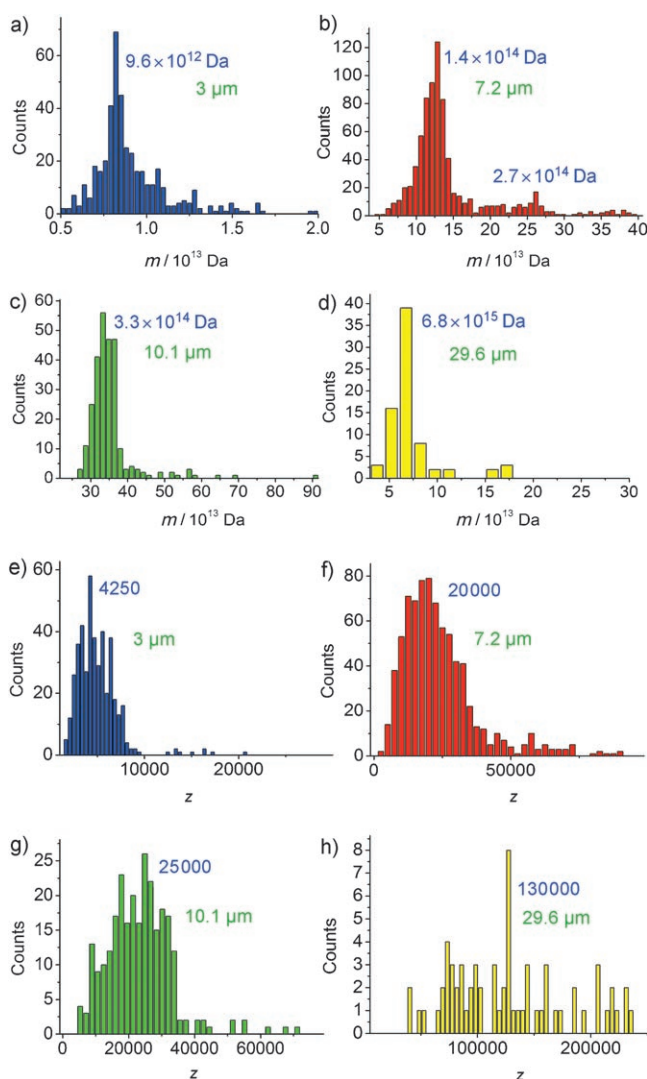 a)
60
40
20
0
Counts
9.6×10¹² Da
3 µm
0.5 1.0 1.5 2.0
m / 10¹³ Da
b)
120
100
80
60
40
20
0
Counts
1.4×10¹⁴ Da
7.2 µm
2.7×10¹⁴ Da
5 10 15 20 25 30 35 40
m / 10¹³ Da
c)
60
50
40
30
20
10
0
Counts
3.3×10¹⁴ Da
10.1 µm
30 40 50 60 70 80 90
m / 10¹³ Da
d)
40
35
30
25
20
15
10
5
0
Counts
6.8×10¹⁵ Da
29.6 µm
5 10 15 20 25 30
m / 10¹³ Da
e)
60
40
20
0
Counts
4250
3 µm
10000 20000
z
f)
80
60
40
20
0
Counts
20000
7.2 µm
0 50000
z
g)
25
20
15
10
5
0
Counts
25000
10.1 µm
0 20000 40000 60000
z
h)
8
7
6
5
4
3
2
1
0
Counts
130000
29.6 µm
100000 200000
z